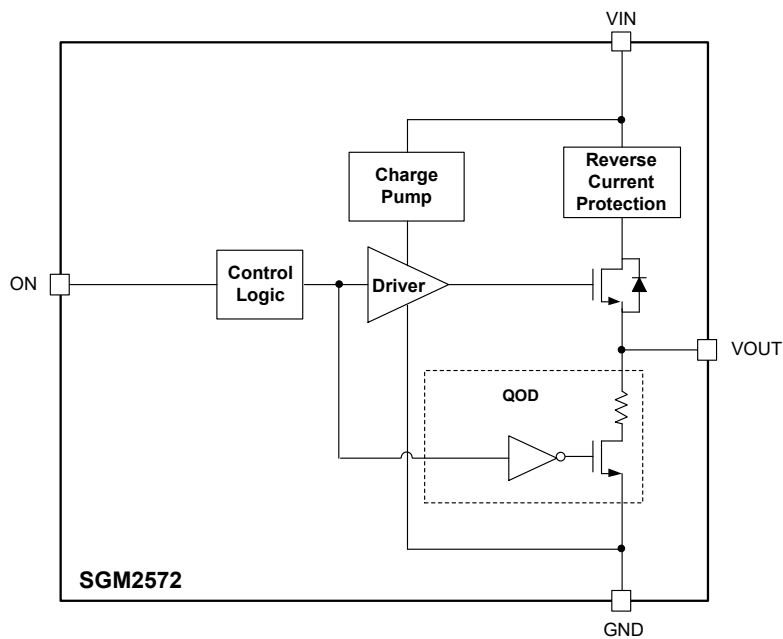 VIN
Charge
Pump
Reverse
Current
Protection
ON
Control
Logic
Driver
VOUT
QOD
SGM2572
GND